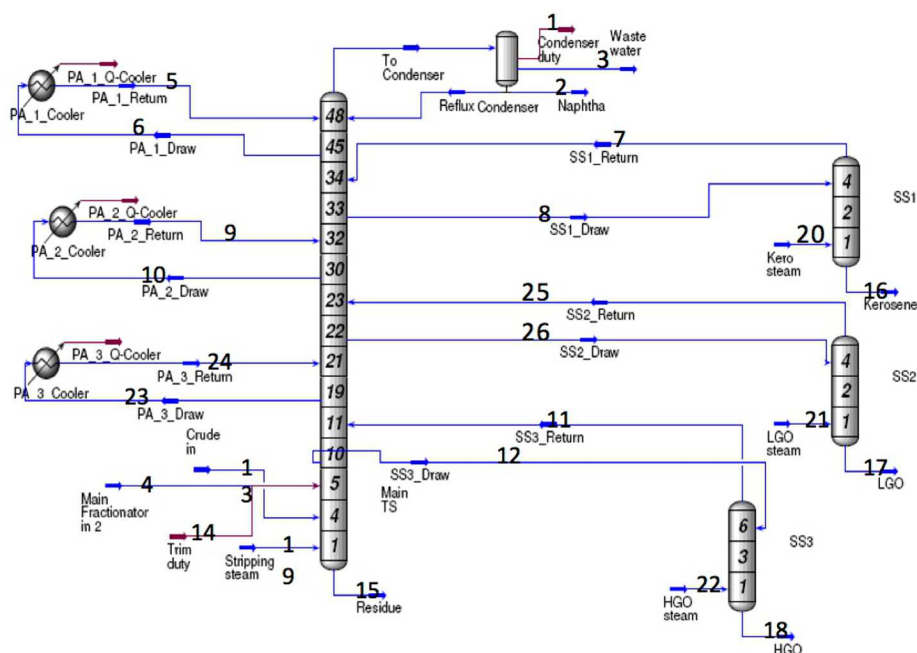 1
Condenser
duty
Waste
water
3
To
Condenser
Reflux
Condenser
2
Naphtha
PA_1_Q-Cooler
5
PA_1_Return
PA_1_Cooler
6
PA_1_Draw
48
45
34
33
32
30
23
22
21
19
11
10
5
4
1
7
SS1_Return
8
SS1_Draw
4
2
1
SS1
20
Kero
steam
16
Kerosene
PA_2_Q-Cooler
PA_2_Return
9
PA_2_Cooler
10
PA_2_Draw
25
SS2_Return
26
SS2_Draw
4
2
1
SS2
21
LGO
steam
17
LGO
PA_3_Q-Cooler
24
PA_3_Return
PA_3_Cooler
23
PA_3_Draw
11
SS3_Return
12
SS3_Draw
Crude
in
1
3
4
Main
Fractionator
in 2
Main
TS
14
Trim
duty
Stripping
steam
1
9
15
Residue
6
3
1
SS3
22
HGO
steam
18
HGO